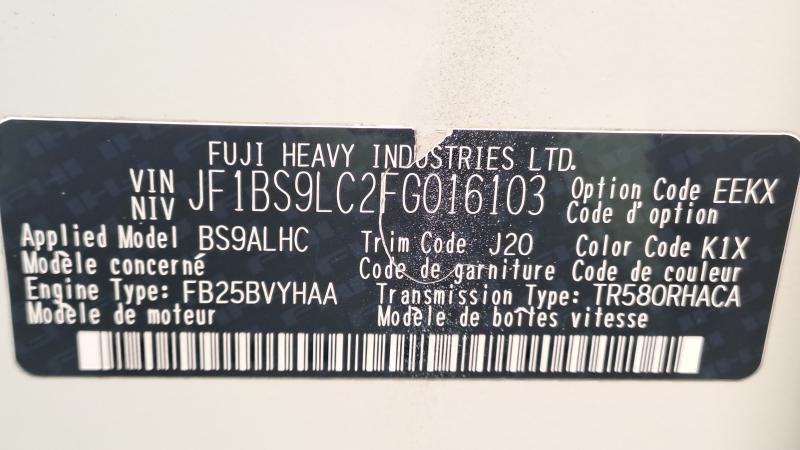 FUJI HEAVY INDUSTRIES LTD.
VIN NIV JF1BS9LC2FG016103 Option Code EEKX
Code d'option
Applied Model BS9ALHC Trim Code J20 Color Code K1X
Modèle concerné Code de garniture Code de couleur
Engine Type: FB25BVYHAA Transmission Type: TR580RHACA
Modèle de moteur Modèle de boîtes vitesse